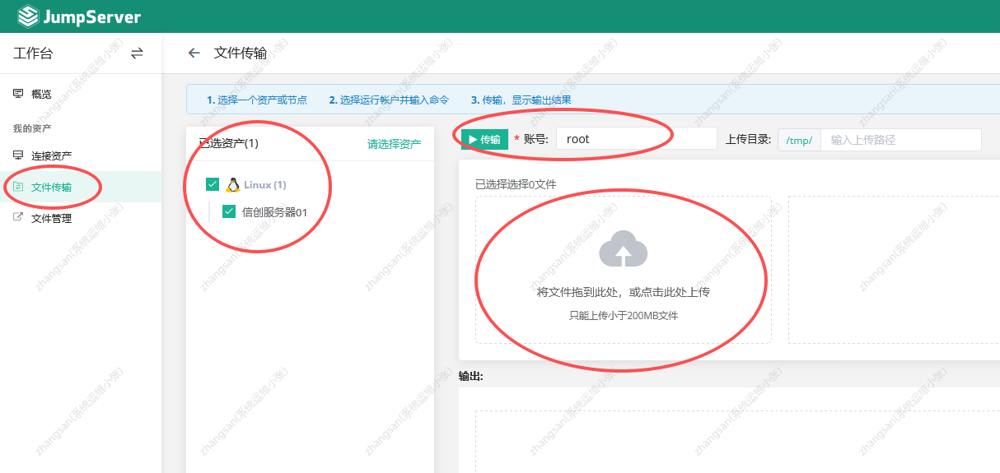 JumpServer
工作台
文件传输
概览
我的资产
连接资产
文件传输
文件管理
1. 选择一个资产或节点 2. 选择运行帐户并输入命令 3. 传输，显示输出结果
已选资产(1) 请选择资产
Linux (1)
信创服务器01
传输 * 账号: root 上传目录: /tmp/ 输入上传路径
已选择选择0文件
将文件拖到此处，或点击此处上传
只能上传小于200MB文件
输出:
zhangsan(系统运维小张)